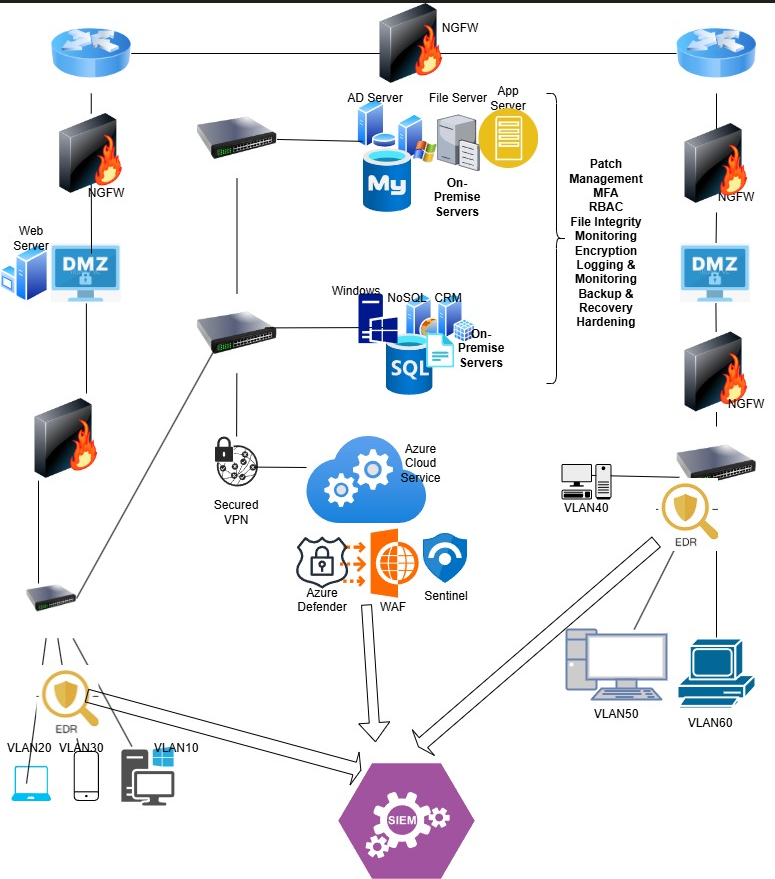 NGFW
AD Server
File Server
App
Server
My
On-
Premise
Servers
NGFW
NGFW
Patch
Management
MFA
RBAC
File Integrity
Monitoring
Encryption
Logging &
Monitoring
Backup &
Recovery
Hardening
Web
Server
DMZ
DMZ
Windows
NoSQL
CRM
On-
Premise
Servers
SQL
NGFW
Azure
Cloud
Service
Secured
VPN
VLAN40
EDR
Azure
Defender
WAF
Sentinel
EDR
VLAN20
VLAN30
VLAN10
VLAN50
VLAN60
SIEM